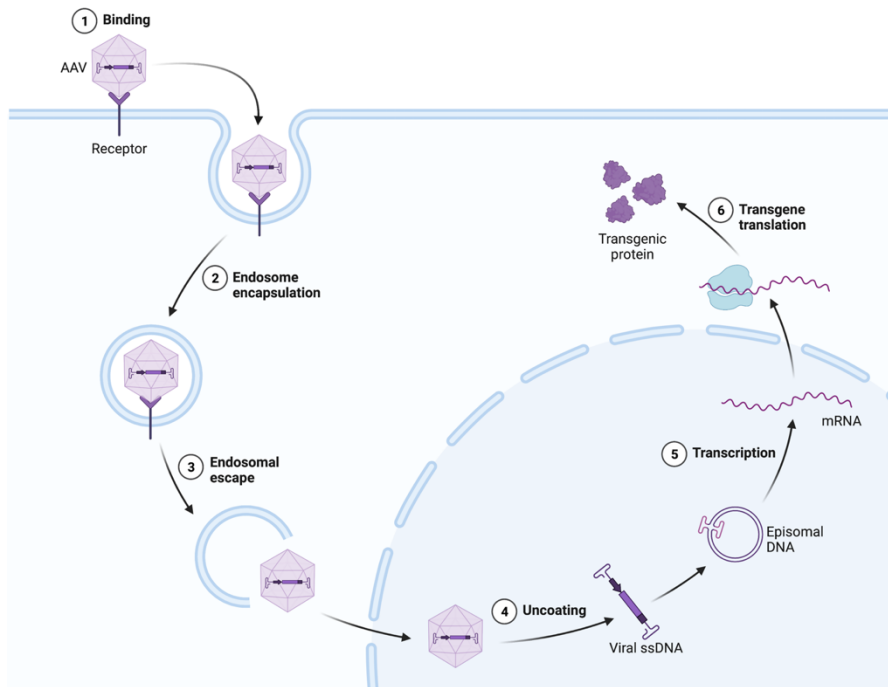 1 Binding
AAV
Receptor
2 Endosome
encapsulation
3 Endosomal
escape
4 Uncoating
Viral ssDNA
Episomal
DNA
5 Transcription
mRNA
6 Transgene
translation
Transgenic
protein